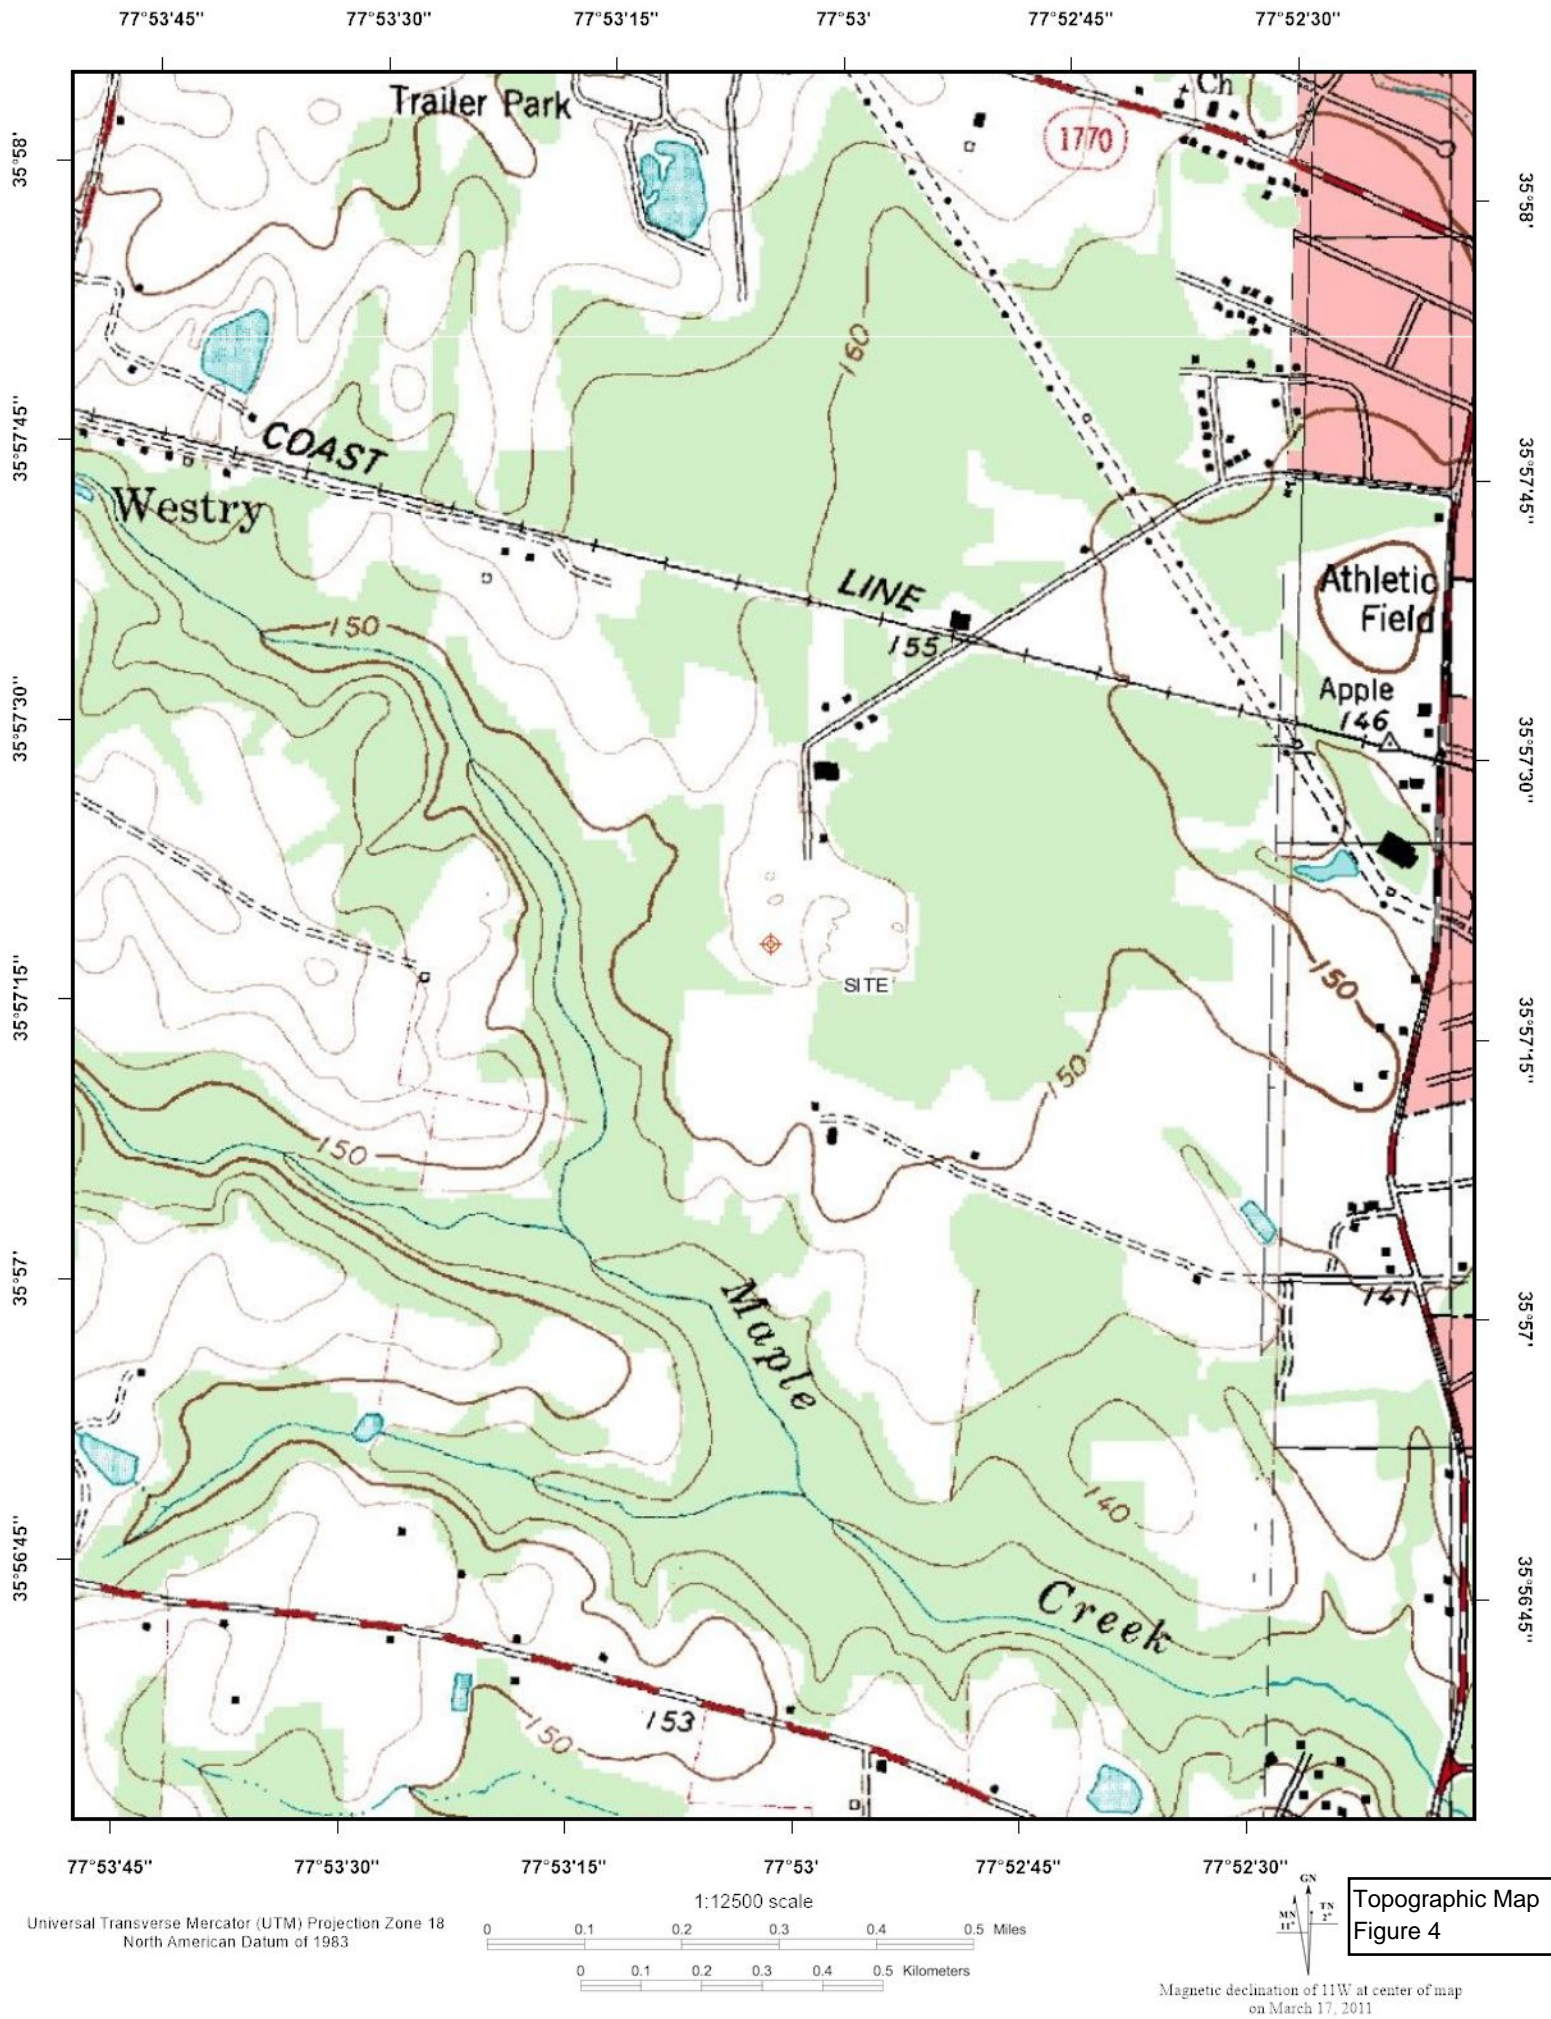 77°53'45" 77°53'30" 77°53'15" 77°53' 77°52'45" 77°52'30"
Ch
Trailer Park
1770
35°58'
35°58'
160
35°57'45"
COAST
35°57'45"
Westry
Athletic
Field
LINE
150
155
Apple
146
35°57'30"
35°57'30"
150
35°57'15"
SITE
35°57'15"
150
150
35°57'
141
35°57'
Maple
140
35°56'45"
35°56'45"
Creek
153
150
77°53'45" 77°53'30" 77°53'15" 77°53' 77°52'45" 77°52'30"
1:12500 scale
Universal Transverse Mercator (UTM) Projection Zone 18
North American Datum of 1983
0 0.1 0.2 0.3 0.4 0.5 Miles
0 0.1 0.2 0.3 0.4 0.5 Kilometers
GN
MN
11°
TN
2°
Topographic Map
Figure 4
Magnetic declination of 11W at center of map
on March 17, 2011